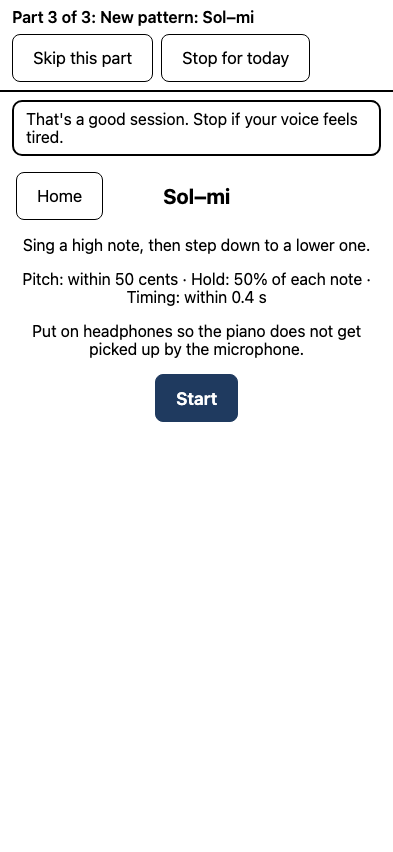 Part 3 of 3: New pattern: Sol–mi
Skip this part
Stop for today
That's a good session. Stop if your voice feels
tired.
Home
Sol–mi
Sing a high note, then step down to a lower one.
Pitch: within 50 cents · Hold: 50% of each note ·
Timing: within 0.4 s
Put on headphones so the piano does not get
picked up by the microphone.
Start